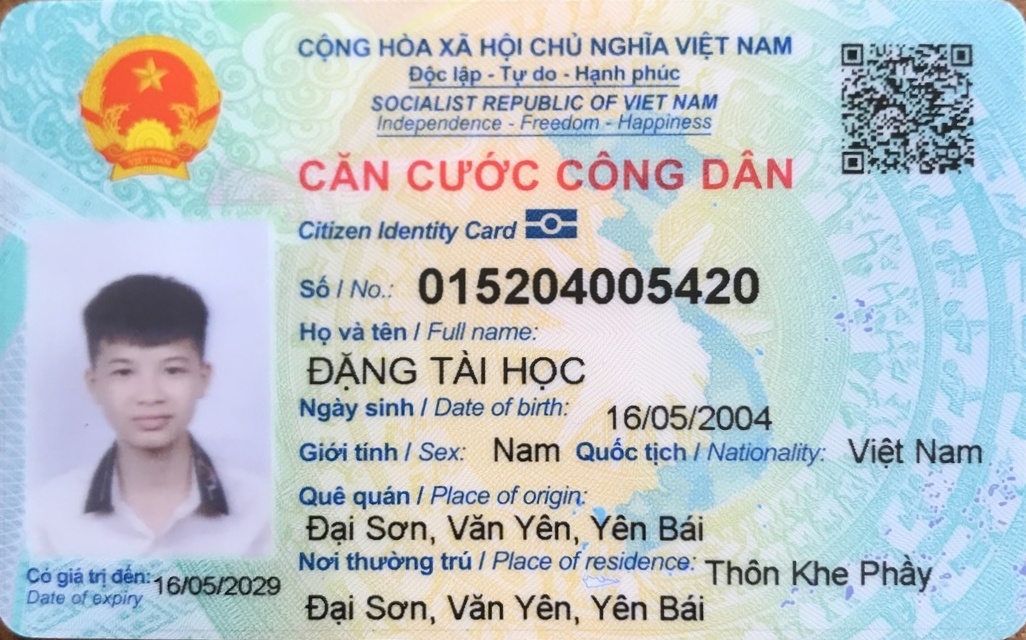 CỘNG HÒA XÃ HỘI CHỦ NGHĨA VIỆT NAM
Độc lập - Tự do - Hạnh phúc
SOCIALIST REPUBLIC OF VIET NAM
Independence - Freedom - Happiness
CĂN CƯỚC CÔNG DÂN
Citizen Identity Card
Số / No.: 015204005420
Họ và tên / Full name:
ĐẶNG TÀI HỌC
Ngày sinh / Date of birth: 16/05/2004
Giới tính / Sex: Nam Quốc tịch / Nationality: Việt Nam
Quê quán / Place of origin:
Đại Sơn, Văn Yên, Yên Bái
Nơi thường trú / Place of residence: Thôn Khe Phầy
Đại Sơn, Văn Yên, Yên Bái
VIỆT NAM
Có giá trị đến: 16/05/2029
Date of expiry